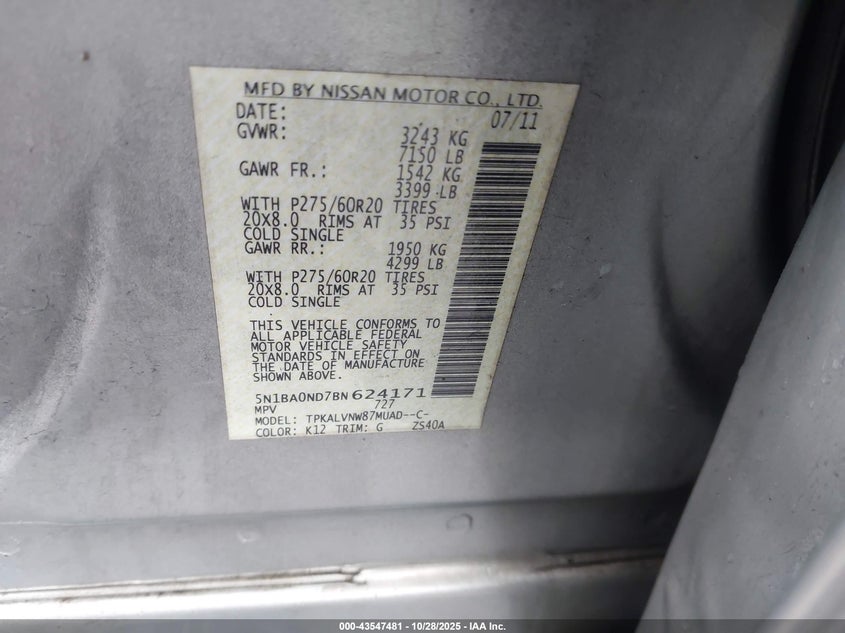 MFD BY NISSAN MOTOR CO., LTD.
DATE: 07/11
GVWR: 3243 KG
7150 LB
GAWR FR.: 1542 KG
3399 LB
WITH P275/60R20 TIRES
20X8.0 RIMS AT 35 PSI
COLD SINGLE
GAWR RR.: 1950 KG
4299 LB
WITH P275/60R20 TIRES
20X8.0 RIMS AT 35 PSI
COLD SINGLE
THIS VEHICLE CONFORMS TO
ALL APPLICABLE FEDERAL
MOTOR VEHICLE SAFETY
STANDARDS IN EFFECT ON
THE DATE OF MANUFACTURE
SHOWN ABOVE
5N1BA0ND7BN 624171
MPV 727
MODEL: TPKALVNW87MUAD--C-
COLOR: K12 TRIM: G ZS40A
000-43547481 - 10/28/2025 - IAA Inc.